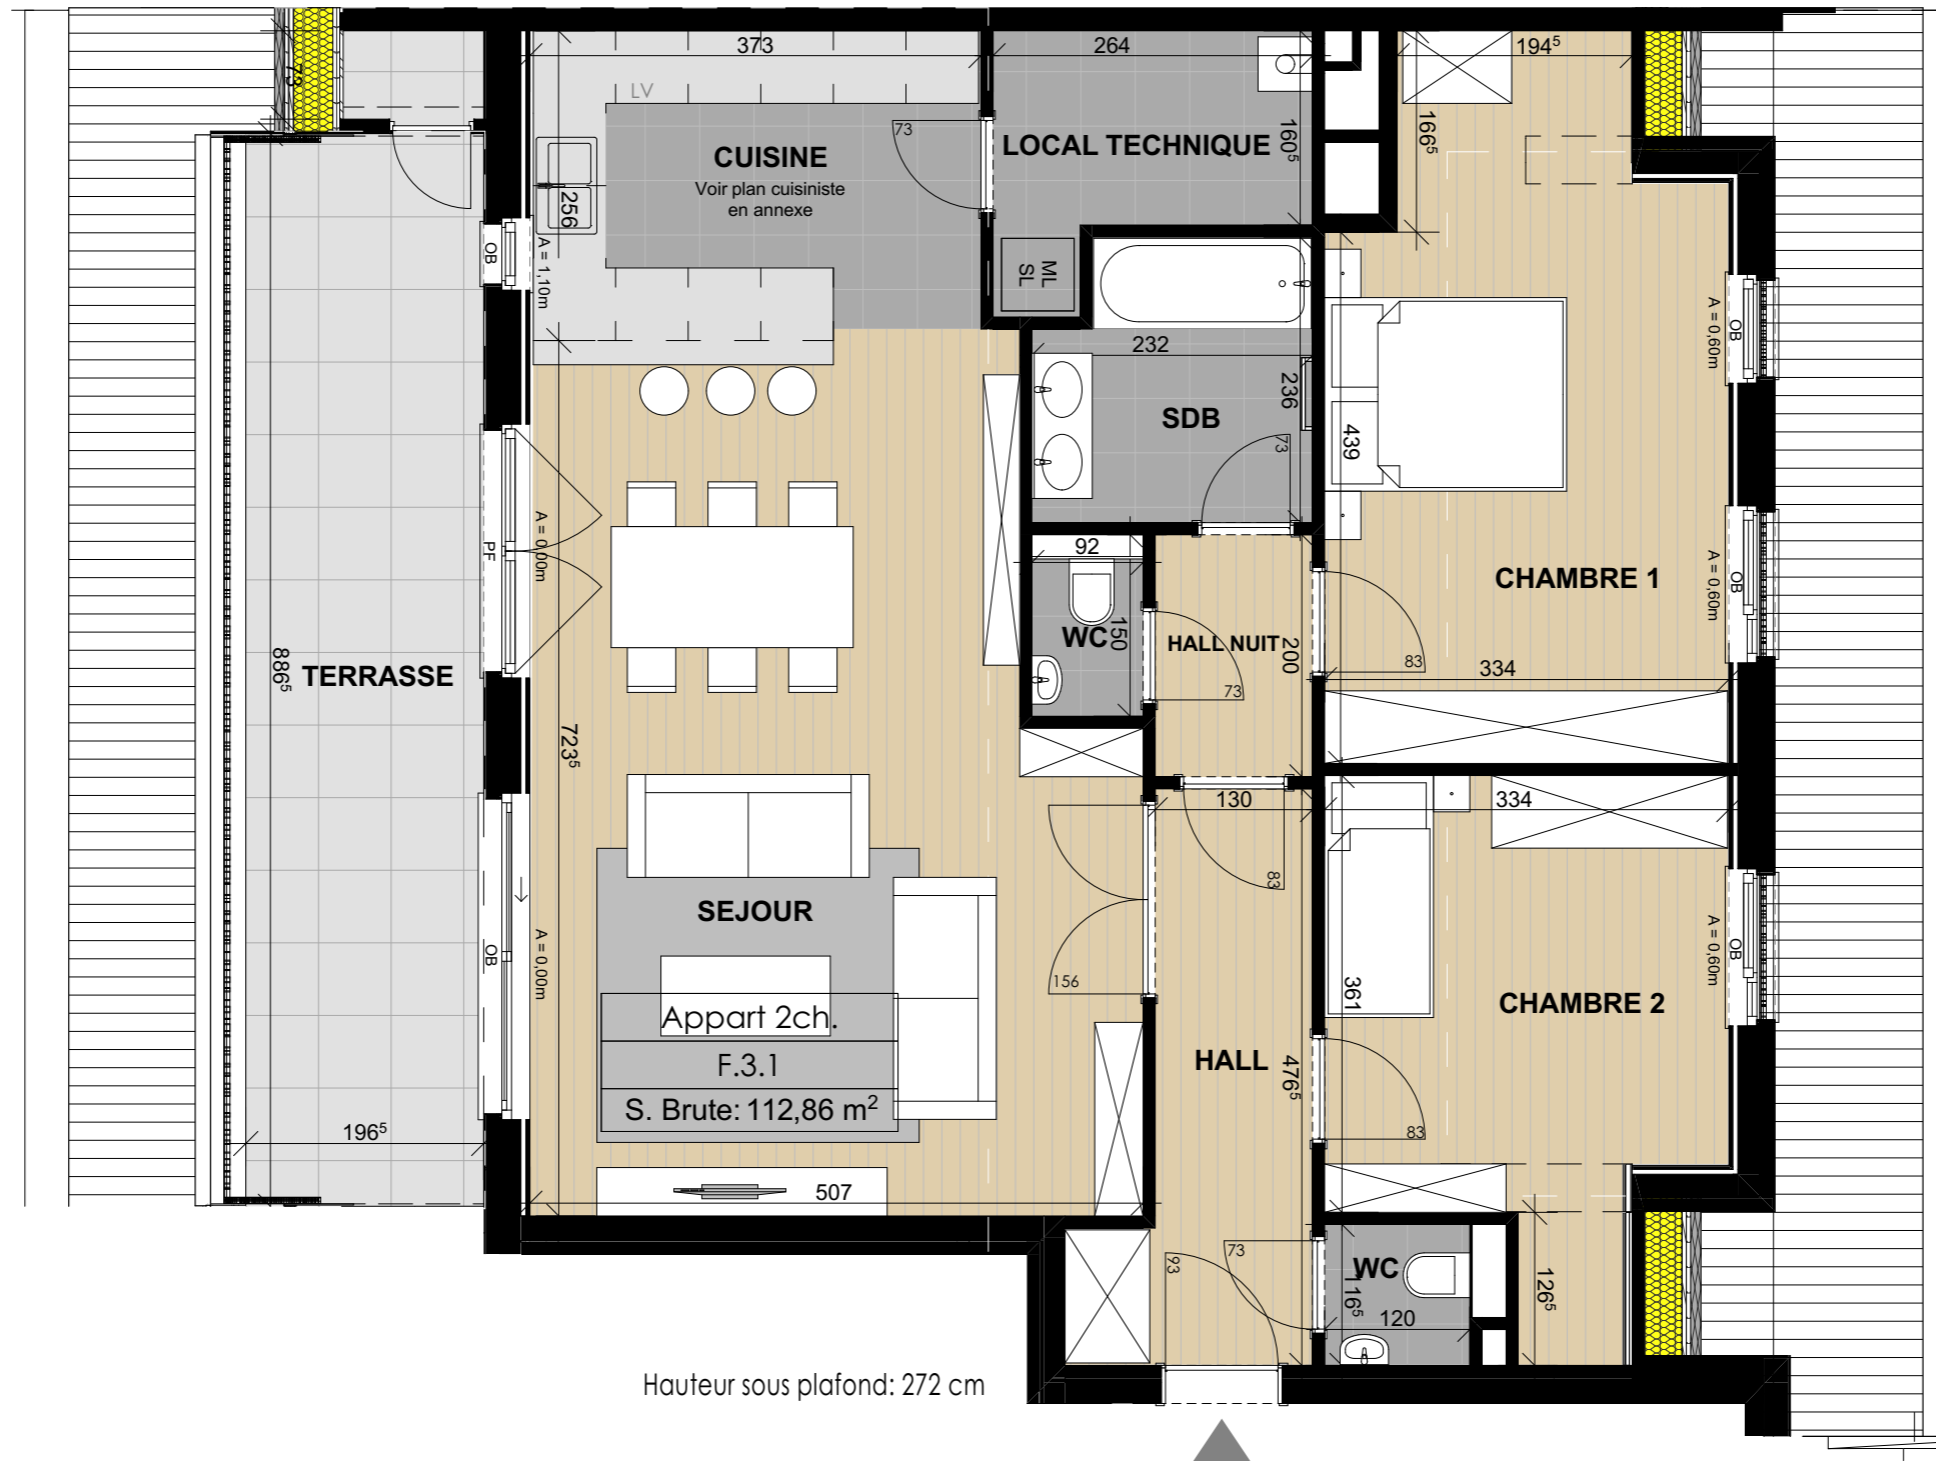 373
264
194⁵
73
LV
73
CUISINE
Voir plan cuisiniste
en annexe
LOCAL TECHNIQUE
160⁵
166⁵
256
OB
A = 1,10m
ML
SL
232
236
SDB
73
439
A = 0,60m
OB
PF
A = 0,00m
92
WC
150
HALL NUIT
200
73
CHAMBRE 1
A = 0,60m
OB
83
334
886⁵
TERRASSE
723⁵
130
334
83
SEJOUR
156
OB
A = 0,00m
Appart 2ch.
F.3.1
S. Brute: 112,86 m²
361
CHAMBRE 2
A = 0,60m
OB
HALL
476⁵
83
196⁵
507
93
73
WC
116⁵
120
126⁵
Hauteur sous plafond: 272 cm